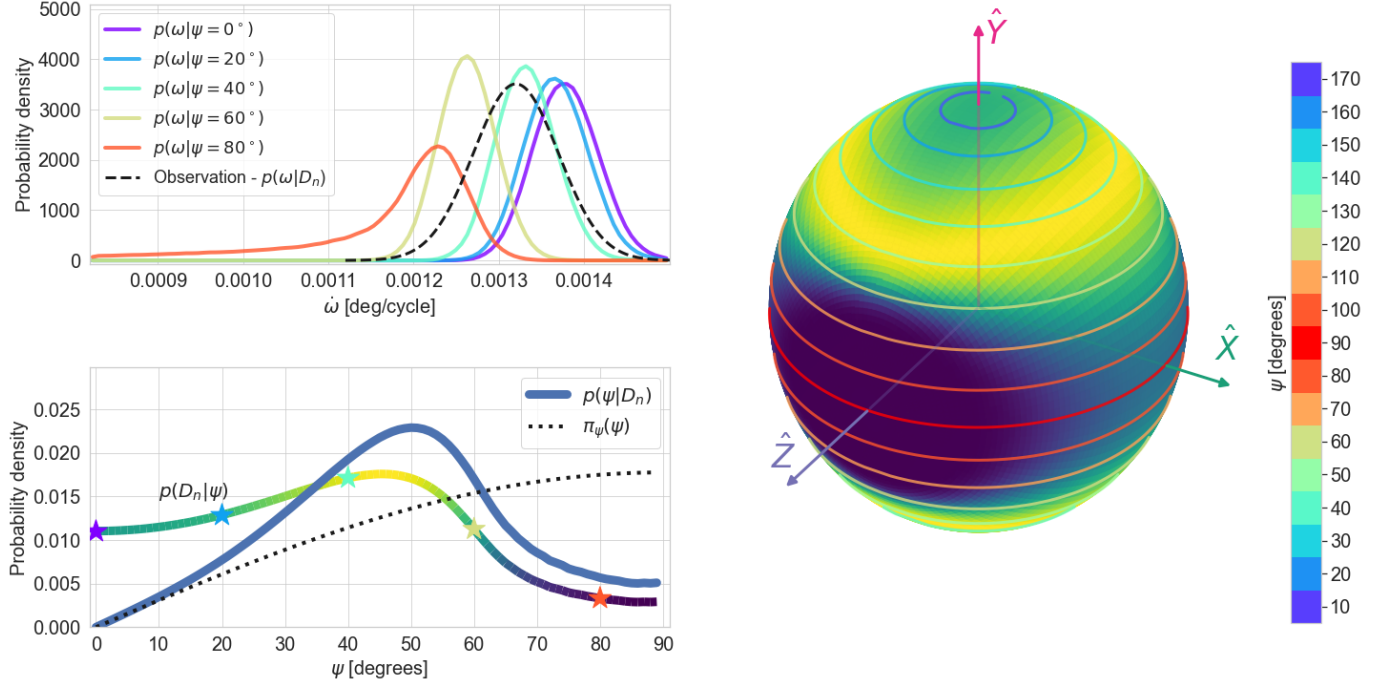 5000
4000
3000
2000
1000
0
Probability density
p(ω|ψ = 0°)
p(ω|ψ = 20°)
p(ω|ψ = 40°)
p(ω|ψ = 60°)
p(ω|ψ = 80°)
Observation - p(ω|Dₙ)
0.0009 0.0010 0.0011 0.0012 0.0013 0.0014
ω̇ [deg/cycle]
0.025
0.020
0.015
0.010
0.005
0.000
Probability density
p(ψ|Dₙ)
π_ψ(ψ)
p(Dₙ|ψ)
0 10 20 30 40 50 60 70 80 90
ψ [degrees]
Ŷ
X̂
Ẑ
ψ [degrees]
170
160
150
140
130
120
110
100
90
80
70
60
50
40
30
20
10